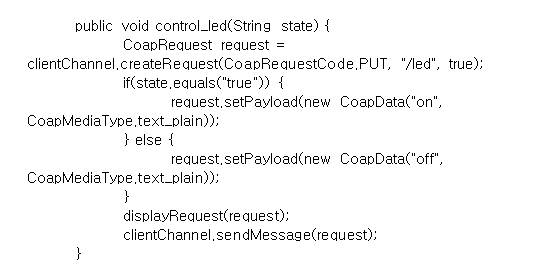 public void control_led(String state) {
CoapRequest request =
clientChannel.createRequest(CoapRequestCode.PUT, "/led", true);
if(state.equals("true")) {
request.setPayload(new CoapData("on",
CoapMediaType.text_plain));
} else {
request.setPayload(new CoapData("off",
CoapMediaType.text_plain));
}
displayRequest(request);
clientChannel.sendMessage(request);
}